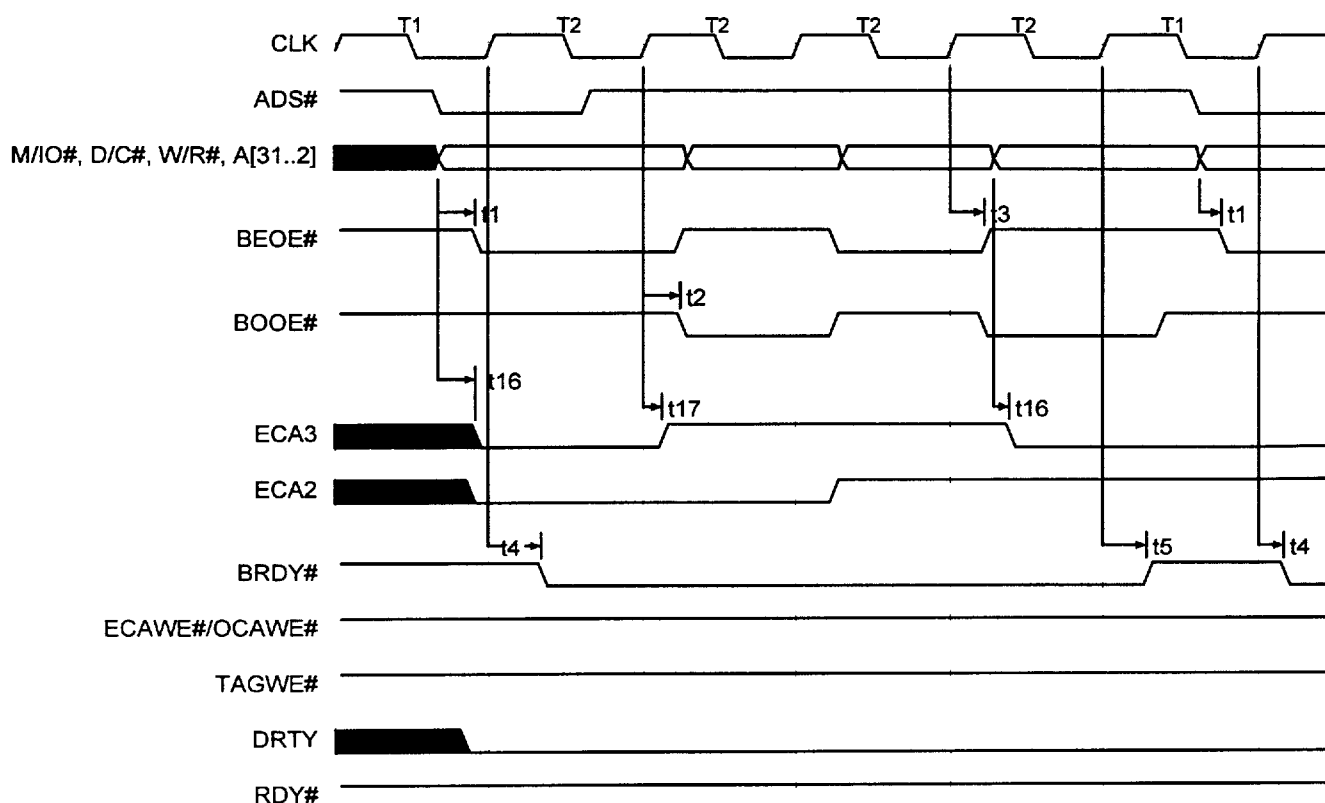 T1 T2 T2 T2 T1
CLK
ADS#
M/IO#, D/C#, W/R#, A[31..2]
t1 t3 t1
BEOE#
t2
BOOE#
t16 t17 t16
ECA3
ECA2
t4 t5 t4
BRDY#
ECAWE#/OCAWE#
TAGWE#
DRTY
RDY#